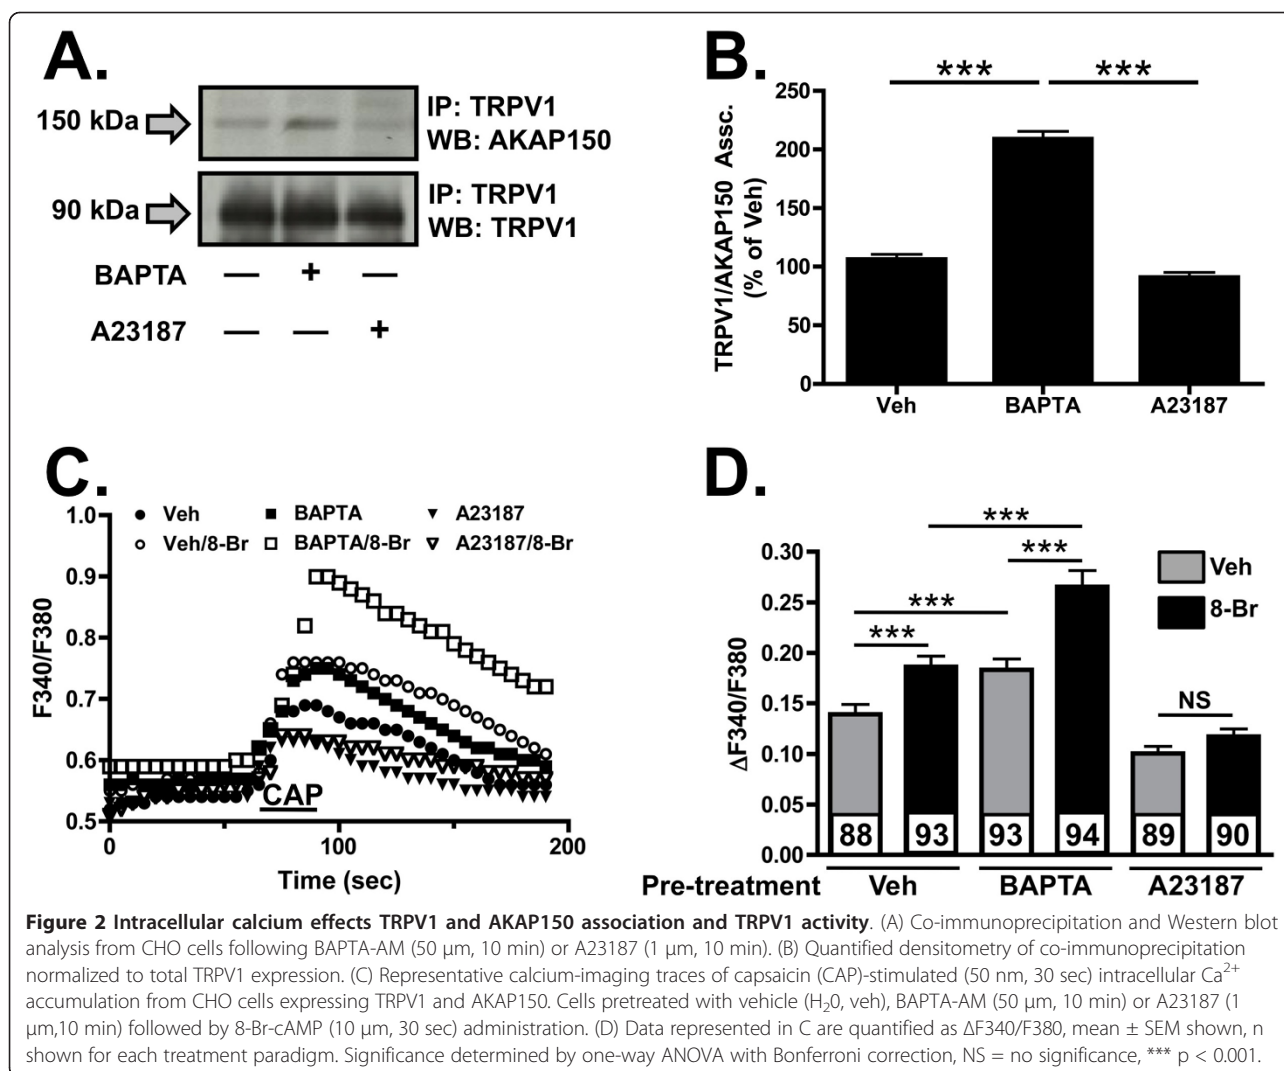 A.
150 kDa
IP: TRPV1
WB: AKAP150
90 kDa
IP: TRPV1
WB: TRPV1
BAPTA — + —
A23187 — — +
B.
*** ***
TRPV1/AKAP150 Assc.
(% of Veh)
250
200
150
100
50
0
Veh BAPTA A23187
C.
Veh BAPTA A23187
Veh/8-Br BAPTA/8-Br A23187/8-Br
F340/F380
1.0
0.9
0.8
0.7
0.6
0.5
CAP
0 100 200
Time (sec)
D.
***
***
***
***
NS
Veh
8-Br
ΔF340/F380
0.30
0.25
0.20
0.15
0.10
0.05
0.00
88 93 93 94 89 90
Pre-treatment Veh BAPTA A23187
Figure 2 Intracellular calcium effects TRPV1 and AKAP150 association and TRPV1 activity. (A) Co-immunoprecipitation and Western blot
analysis from CHO cells following BAPTA-AM (50 μm, 10 min) or A23187 (1 μm, 10 min). (B) Quantified densitometry of co-immunoprecipitation
normalized to total TRPV1 expression. (C) Representative calcium-imaging traces of capsaicin (CAP)-stimulated (50 nm, 30 sec) intracellular Ca²⁺
accumulation from CHO cells expressing TRPV1 and AKAP150. Cells pretreated with vehicle (H₂0, veh), BAPTA-AM (50 μm, 10 min) or A23187 (1
μm,10 min) followed by 8-Br-cAMP (10 μm, 30 sec) administration. (D) Data represented in C are quantified as ΔF340/F380, mean ± SEM shown, n
shown for each treatment paradigm. Significance determined by one-way ANOVA with Bonferroni correction, NS = no significance, *** p < 0.001.